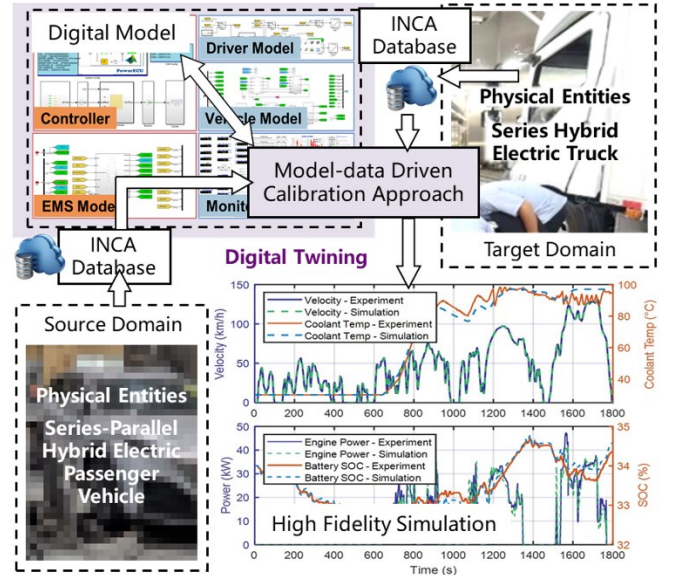 Digital Model
PowerECU
Driver Model
Controller
Vehicle Model
EMS Model
Monito
INCA
Database
Physical Entities
Series Hybrid
Electric Truck
Target Domain
Model-data Driven
Calibration Approach
INCA
Database
Digital Twining
Source Domain
Physical Entities
Series-Parallel
Hybrid Electric
Passenger
Vehicle
Velocity (km/h)
150
100
50
0
Velocity - Experiment
Velocity - Simulation
Coolant Temp - Experiment
Coolant Temp - Simulation
100
80
60
40
Coolant Temp (°C)
0 200 400 600 800 1000 1200 1400 1600 1800
Power (kW)
50
40
30
20
10
0
Engine Power - Experiment
Engine Power - Simulation
Battery SOC - Experiment
Battery SOC - Simulation
35
34
33
32
SOC (%)
High Fidelity Simulation
0 200 400 600 800 1000 1200 1400 1600 1800
Time (s)